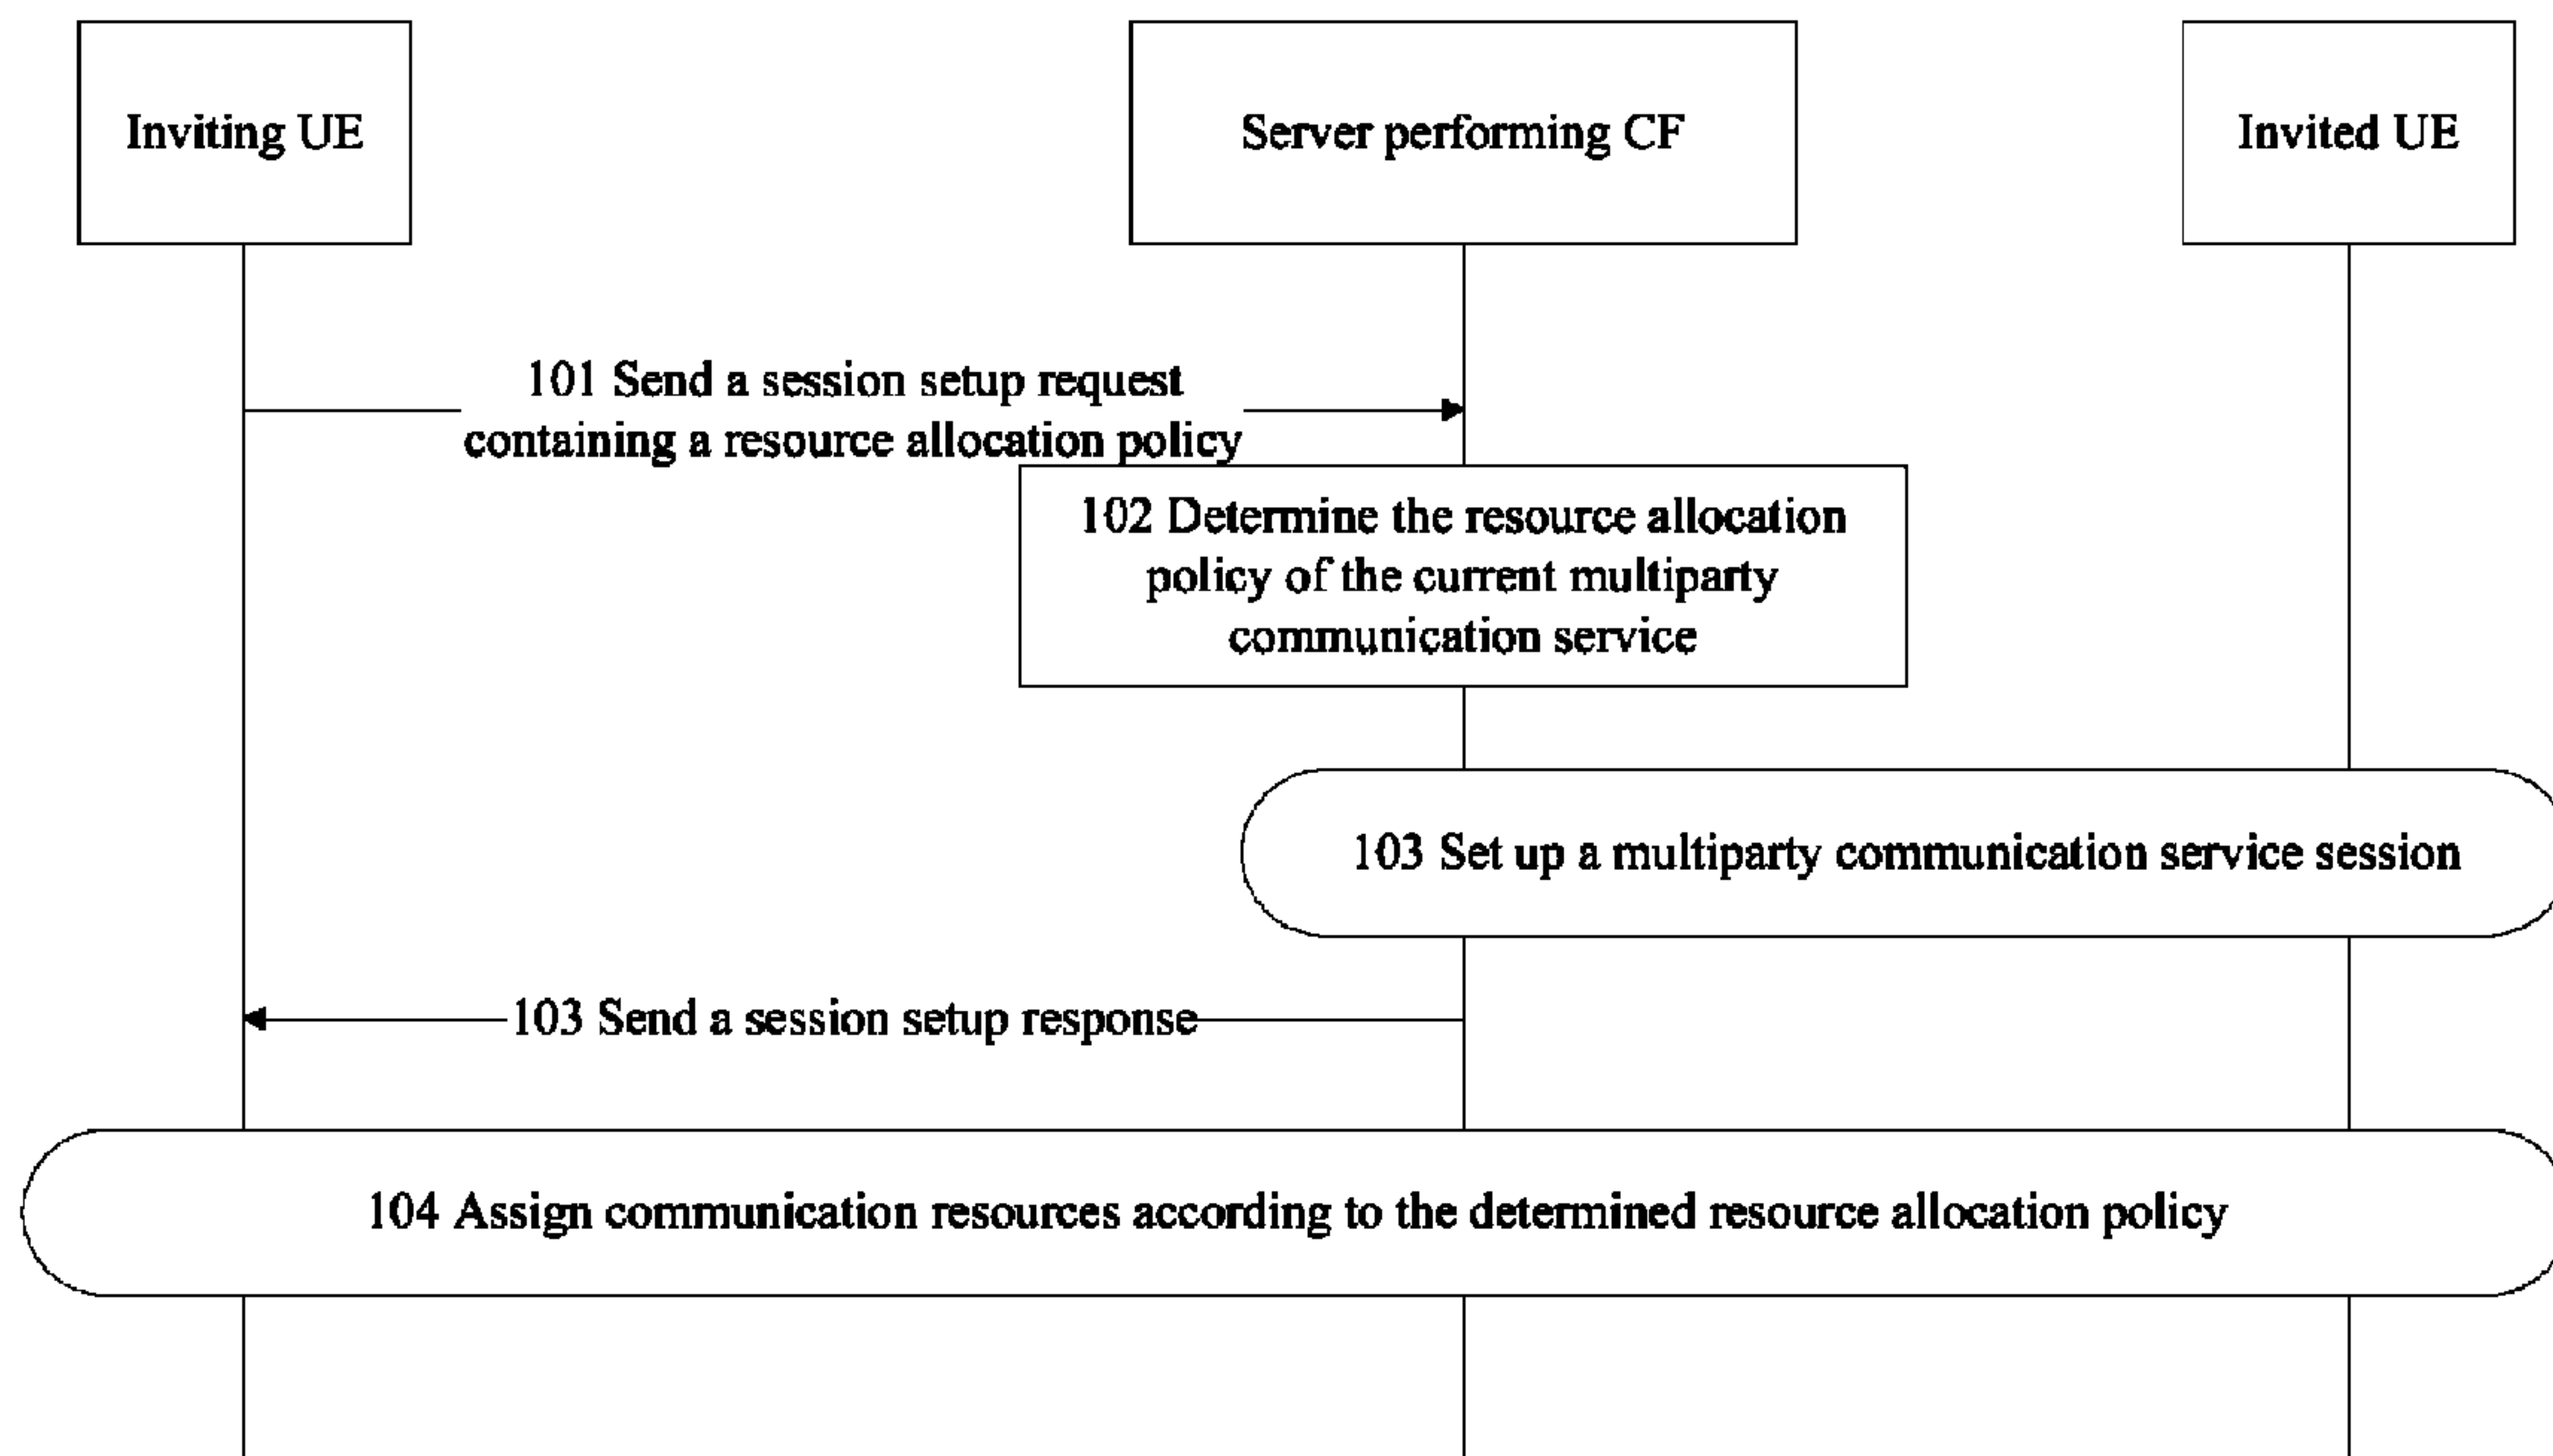 Inviting UE
Server performing CF
Invited UE
101 Send a session setup request
containing a resource allocation policy
102 Determine the resource allocation
policy of the current multiparty
communication service
103 Set up a multiparty communication service session
103 Send a session setup response
104 Assign communication resources according to the determined resource allocation policy